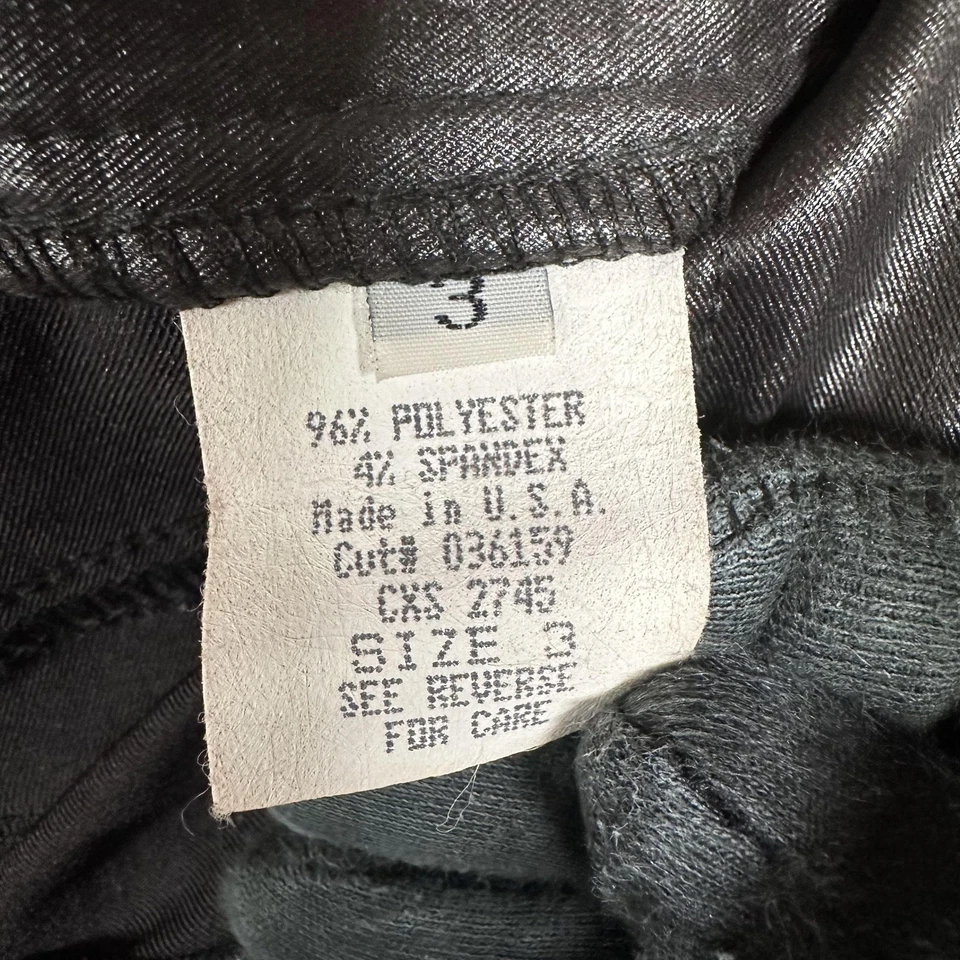 3
96% POLYESTER
4% SPANDEX
Made in U.S.A.
Cut# 036159
CXS 2745
SIZE 3
SEE REVERSE
FOR CARE